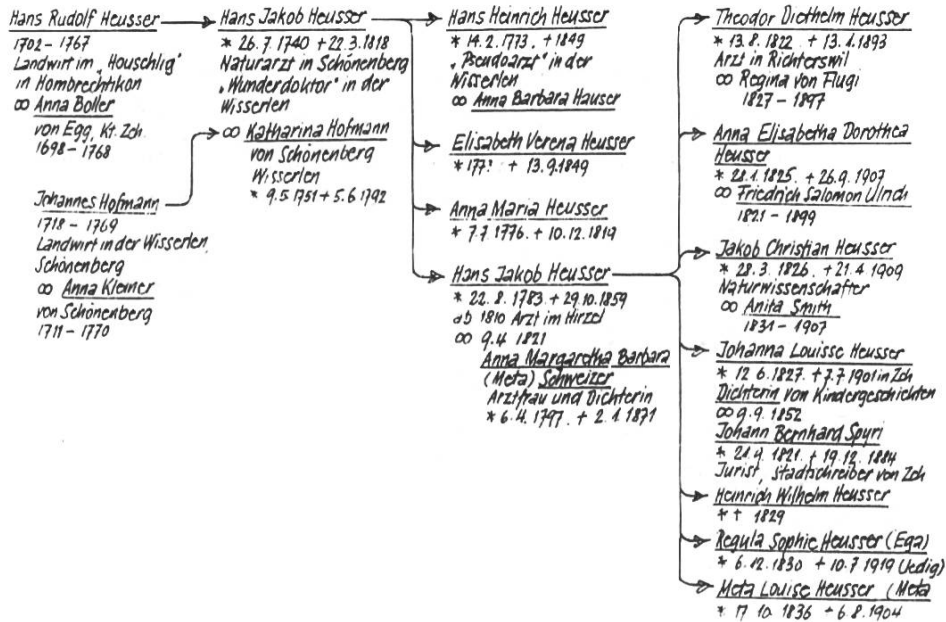 Hans Rudolf Heusser
1702 – 1767
Landwirt im „Houschlig“
in Hombrechtikon
∞ Anna Boller
von Egg, Kt. Zch.
1698 – 1768
Johannes Hofmann
1718 – 1769
Landwirt in der Wisserlen
Schönenberg
∞ Anna Kleiner
von Schönenberg
1711 – 1770
Hans Jakob Heusser
* 26.7.1740 + 22.3.1818
Naturarzt in Schönenberg
„Wunderdoktor“ in der
Wisserlen
∞ Katharina Hofmann
von Schönenberg
Wisserlen
* 9.5.1751 + 5.6.1792
Hans Heinrich Heusser
* 14.2.1773. +1849
„Pseudoarzt“ in der
Wisserlen
∞ Anna Barbara Hauser
Elisabeth Verena Heusser
* 177? + 13.9.1849
Anna Maria Heusser
* 7.7.1776. + 10.12.1819
Hans Jakob Heusser
* 22.8.1783 + 29.10.1859
ab 1810 Arzt im Hirzel
∞ 9.4 1821
Anna Margaretha Barbara
(Meta) Schweizer
Arztfrau und Dichterin
* 6.4.1797. + 2.1.1871
Theodor Diethelm Heusser
* 13.8.1822 + 13.1.1893
Arzt in Richterswil
∞ Regina von Flugi
1827 – 1897
Anna Elisabetha Dorothea
Heusser
* 28.1.1825 + 26.9.1907
∞ Friedrich Salomon Ulrich
1821 – 1899
Jakob Christian Heusser
* 28.3.1826. +21.4 1909
Naturwissenschafter
∞ Anita Smith
1831 – 1907
Johanna Louisse Heusser
* 12 6.1827. +7.7 1901 in Zch
Dichterin von Kindergeschichten
∞ 9.9.1852
Johann Bernhard Spyri
* 21.9.1821. + 19.12.1884
Jurist, Stadtschreiber von Zch
Heinrich Wilhelm Heusser
* + 1829
Regula Sophie Heusser (Ega)
* 6.12.1830 + 10.7 1919 (ledig)
Meta Louise Heusser (Meta
* 17 10 1836 + 6.8.1904